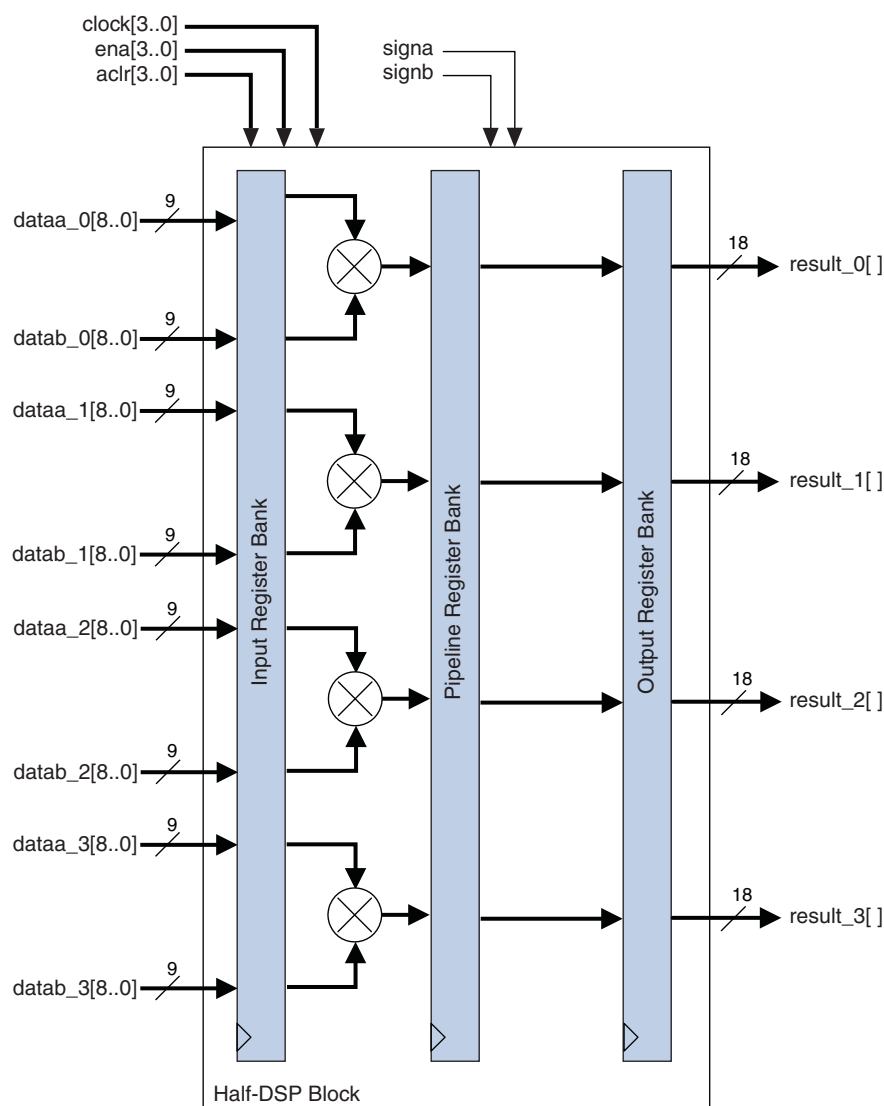 clock[3..0]
ena[3..0]
aclr[3..0]
signa
signb
dataa_0[8..0]
9
datab_0[8..0]
9
dataa_1[8..0]
9
datab_1[8..0]
9
dataa_2[8..0]
9
datab_2[8..0]
9
dataa_3[8..0]
9
datab_3[8..0]
9
Input Register Bank
Pipeline Register Bank
Output Register Bank
18
result_0[ ]
18
result_1[ ]
18
result_2[ ]
18
result_3[ ]
Half-DSP Block